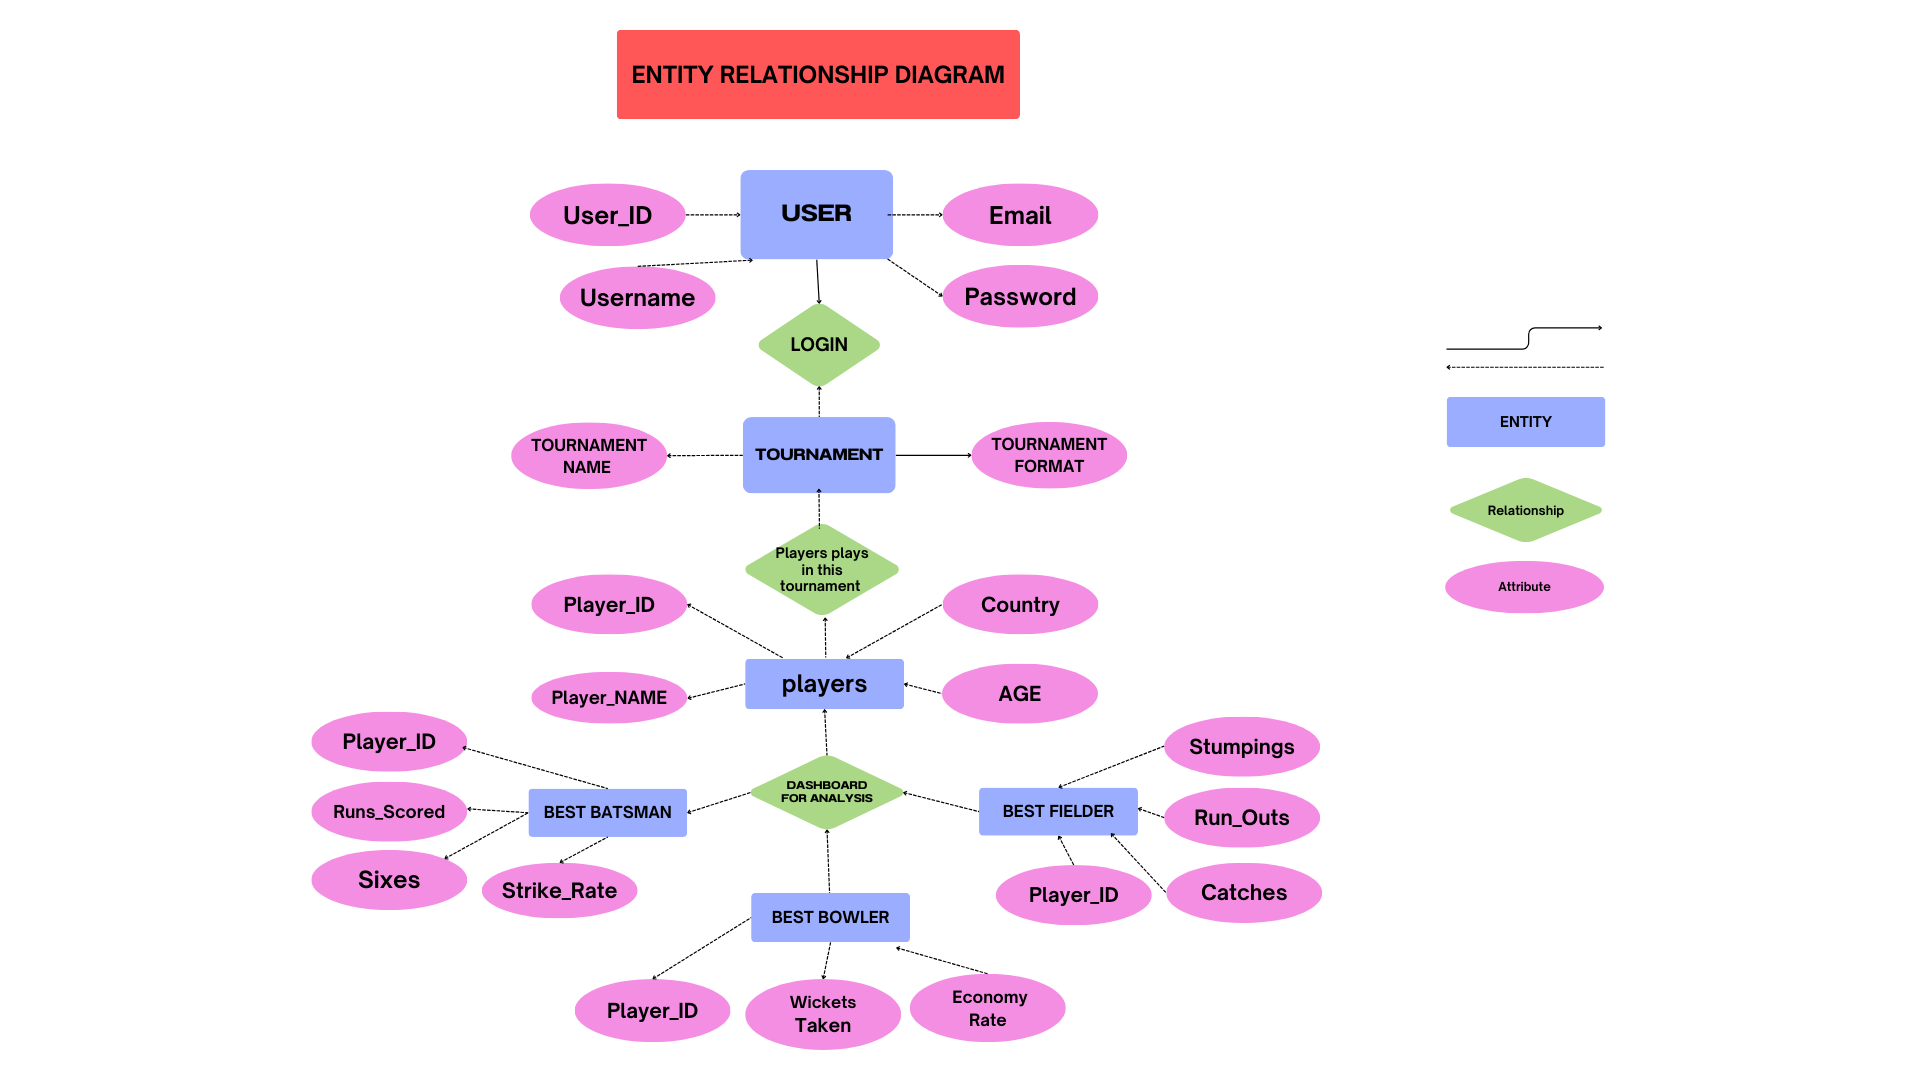 ENTITY RELATIONSHIP DIAGRAM
User_ID
USER
Email
Username
Password
LOGIN
TOURNAMENT
NAME
TOURNAMENT
TOURNAMENT
FORMAT
Players plays
in this
tournament
Player_ID
Country
players
Player_NAME
AGE
Player_ID
Runs_Scored
Sixes
BEST BATSMAN
Strike_Rate
DASHBOARD
FOR ANALYSIS
BEST FIELDER
Stumpings
Run_Outs
Player_ID
Catches
BEST BOWLER
Player_ID
Wickets
Taken
Economy
Rate
ENTITY
Relationship
Attribute